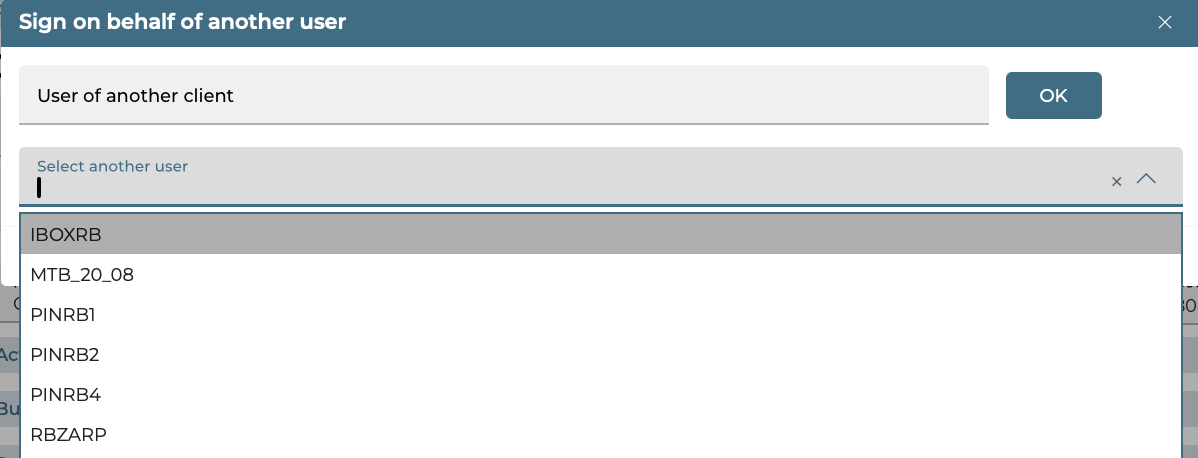 Sign on behalf of another user
User of another client
OK
Select another user
IBOXRB
MTB_20_08
PINRB1
PINRB2
PINRB4
RBZARP